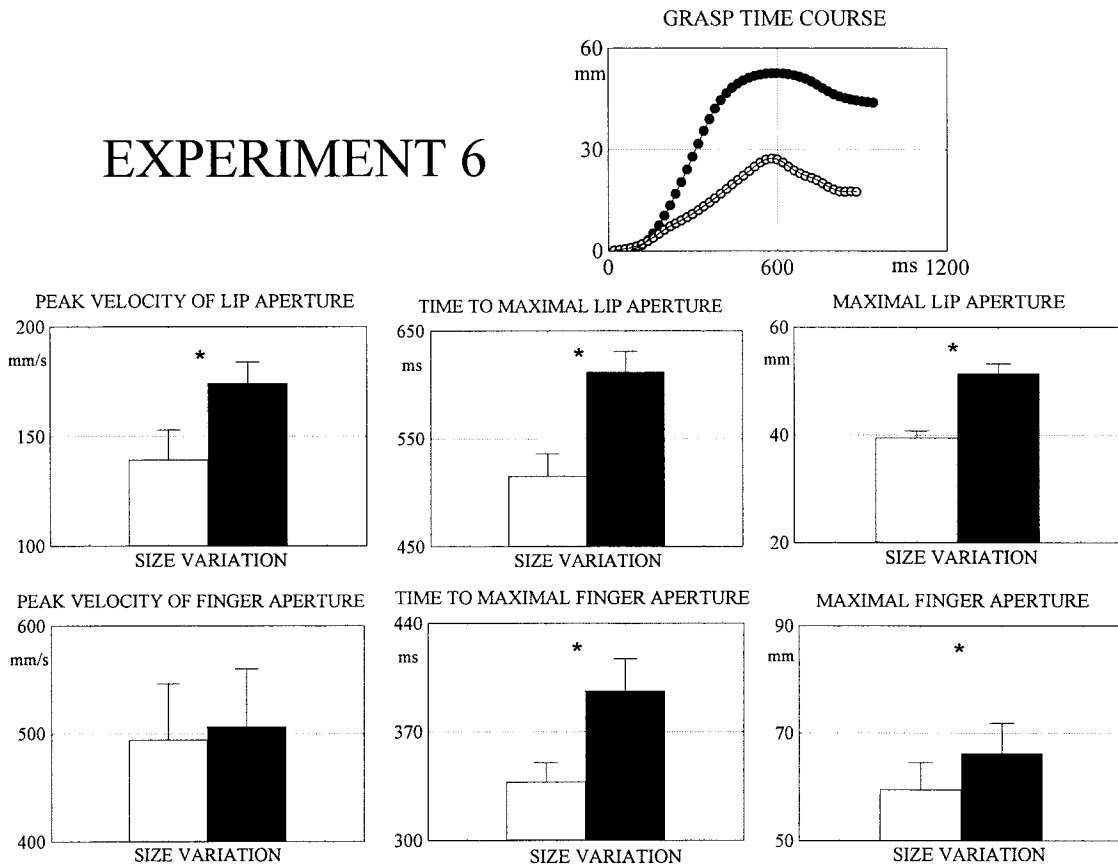 GRASP TIME COURSE
60
mm
EXPERIMENT 6
30
0
0 600 ms 1200
PEAK VELOCITY OF LIP APERTURE
200
mm/s
*
150
100
SIZE VARIATION
TIME TO MAXIMAL LIP APERTURE
650
ms
*
550
450
SIZE VARIATION
MAXIMAL LIP APERTURE
60
mm
*
40
20
SIZE VARIATION
PEAK VELOCITY OF FINGER APERTURE
600
mm/s
500
400
SIZE VARIATION
TIME TO MAXIMAL FINGER APERTURE
440
ms
*
370
300
SIZE VARIATION
MAXIMAL FINGER APERTURE
90
mm
*
70
50
SIZE VARIATION